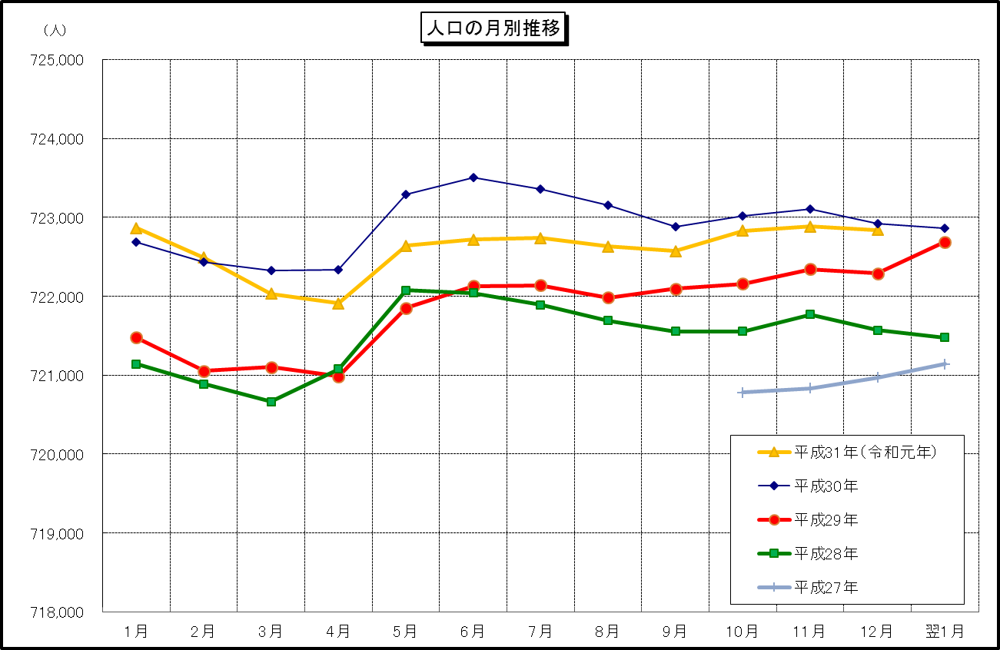 人口の月別推移
（人）
725,000
724,000
723,000
722,000
721,000
720,000
719,000
718,000
1月 2月 3月 4月 5月 6月 7月 8月 9月 10月 11月 12月 翌1月
平成31年（令和元年）
平成30年
平成29年
平成28年
平成27年